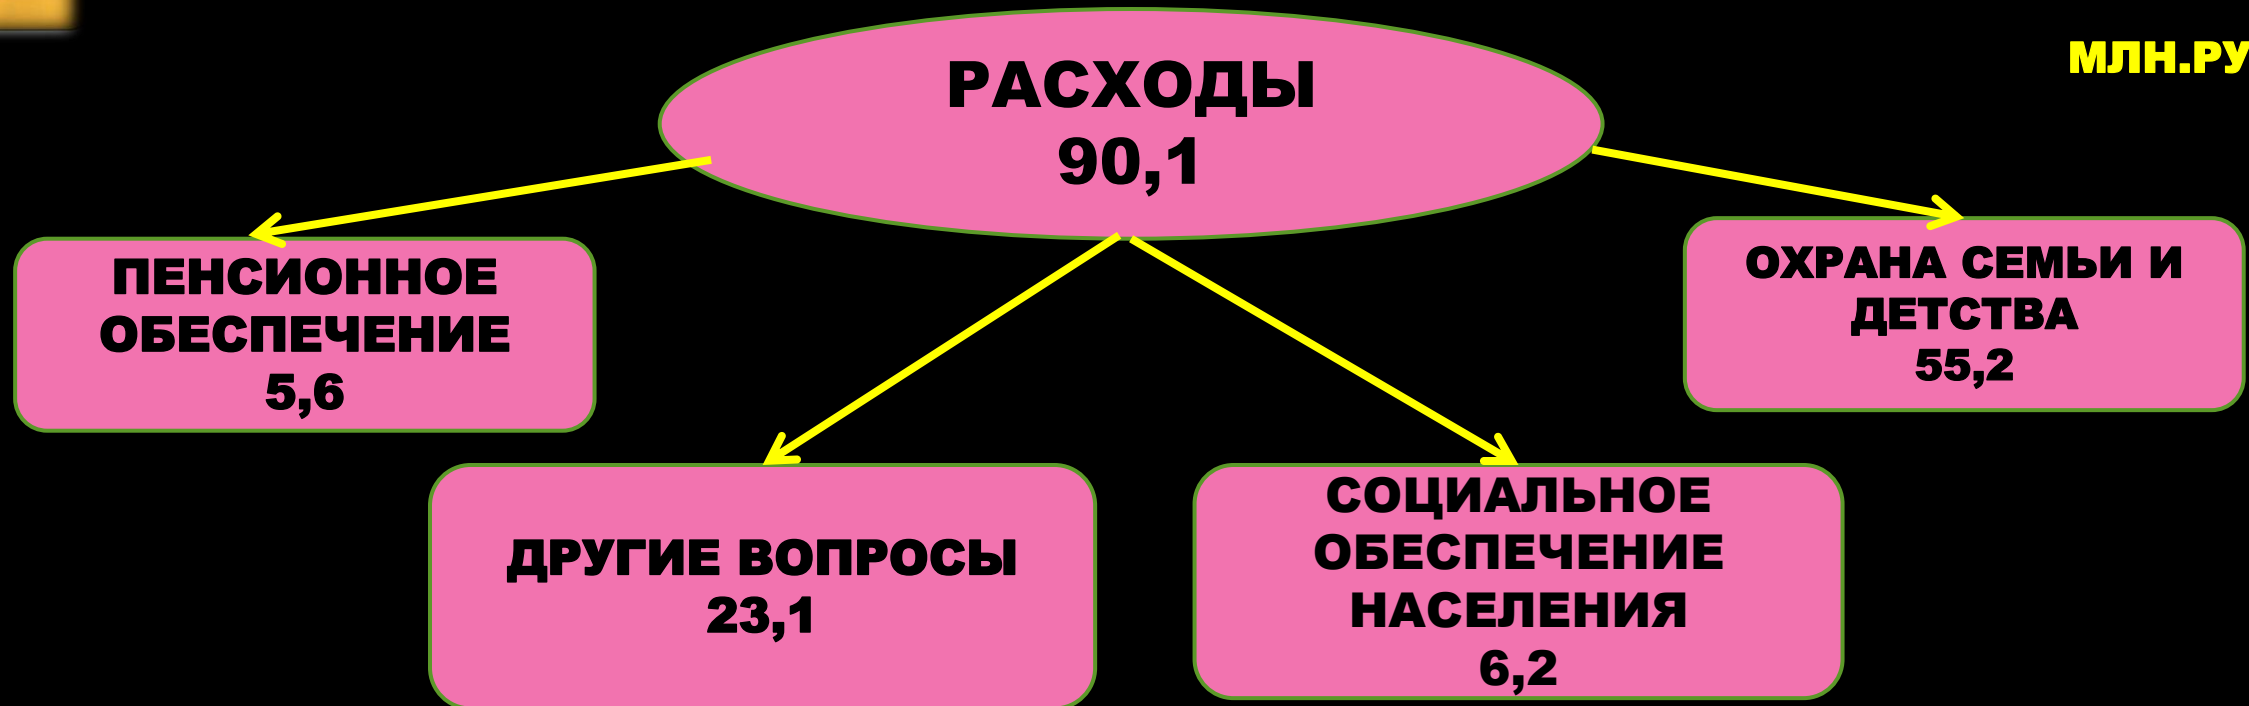 МЛН.РУ
РАСХОДЫ
90,1
ПЕНСИОННОЕ
ОБЕСПЕЧЕНИЕ
5,6
ОХРАНА СЕМЬИ И
ДЕТСТВА
55,2
ДРУГИЕ ВОПРОСЫ
23,1
СОЦИАЛЬНОЕ
ОБЕСПЕЧЕНИЕ
НАСЕЛЕНИЯ
6,2